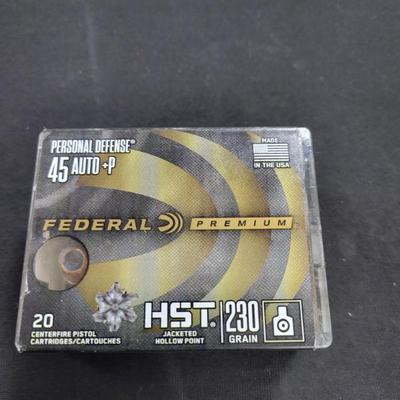 PERSONAL DEFENSE®
45 AUTO +P
MADE
IN THE USA
FEDERAL PREMIUM
20
CENTERFIRE PISTOL
CARTRIDGES/CARTOUCHES
HST®
JACKETED
HOLLOW POINT
230
GRAIN